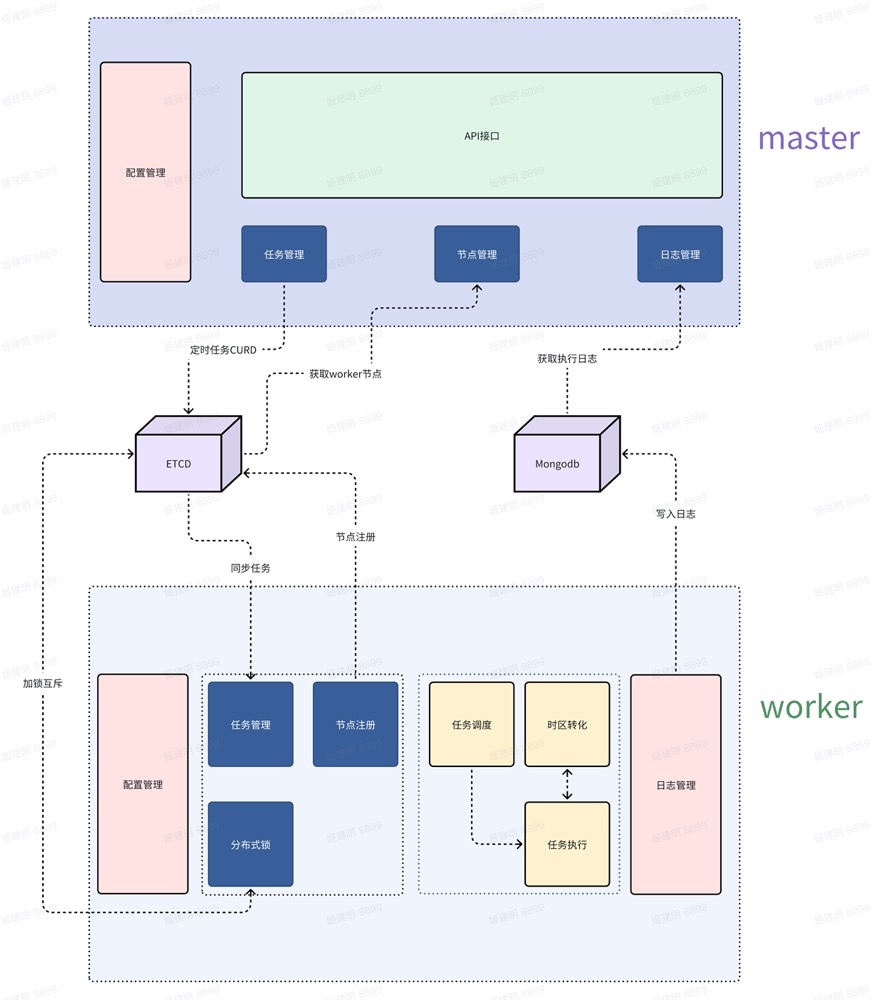 API接口
master
配置管理
任务管理
节点管理
日志管理
定时任务CURD
获取执行日志
获取worker节点
ETCD
Mongodb
写入日志
节点注册
同步任务
加锁互斥
worker
任务管理
节点注册
任务调度
时区转化
配置管理
日志管理
分布式锁
任务执行